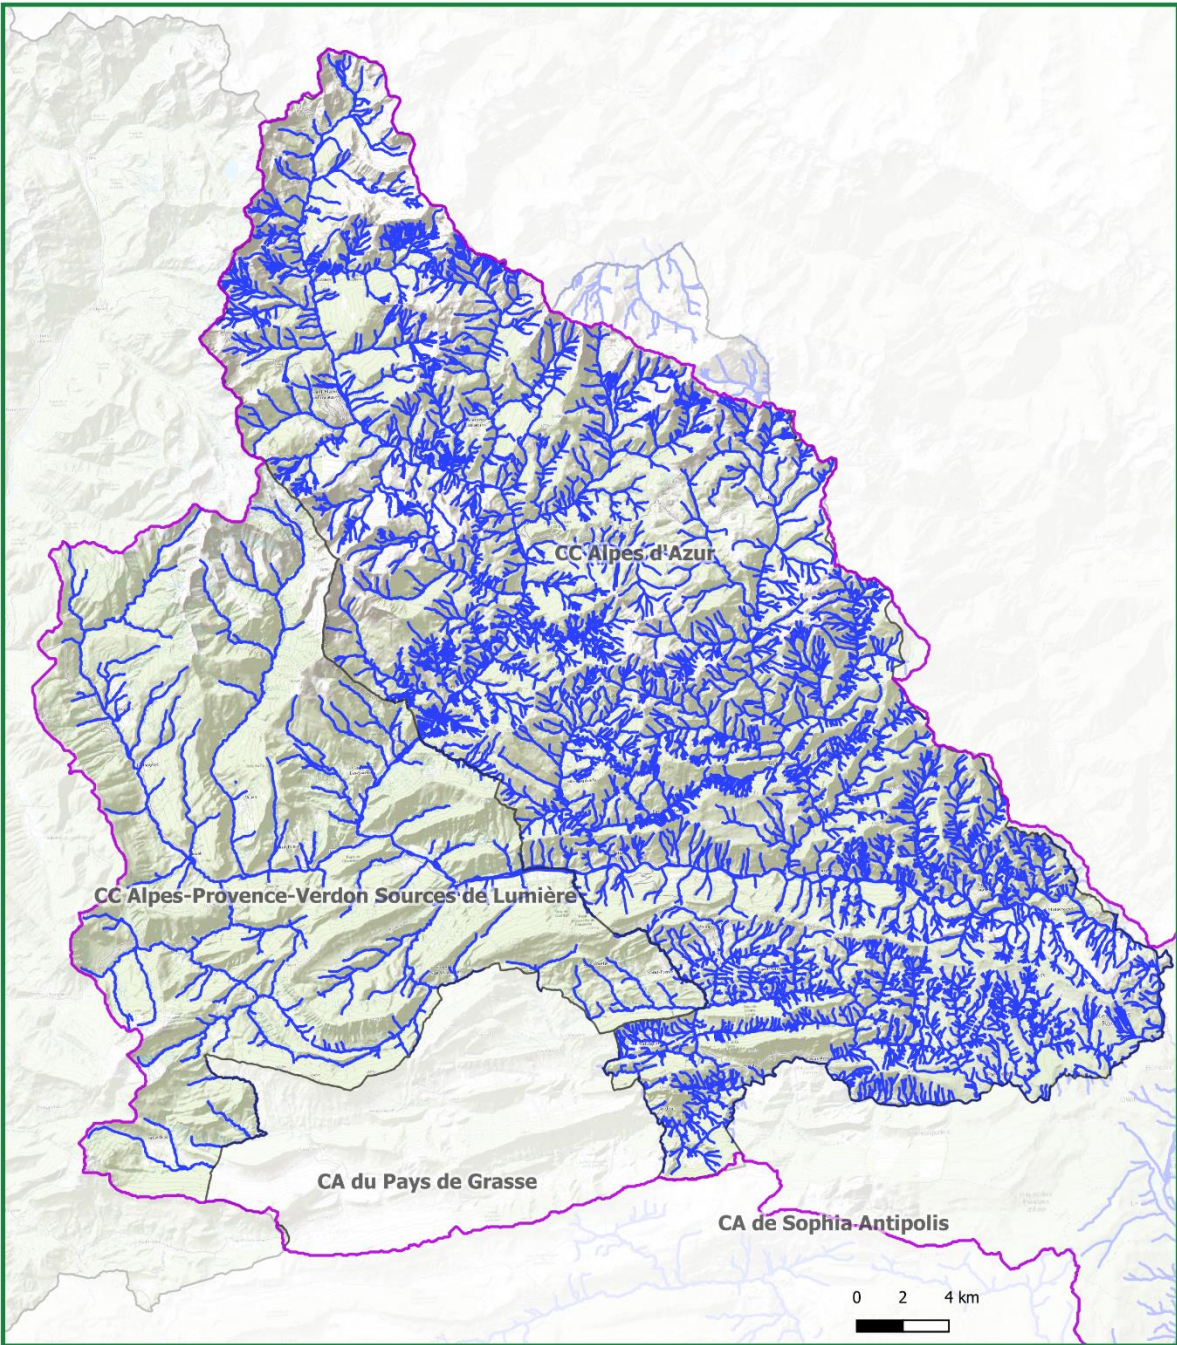 CC Alpes d'Azur
CC Alpes-Provence-Verdon Sources de Lumière
CA du Pays de Grasse
CA de Sophia Antipolis
0 2 4 km